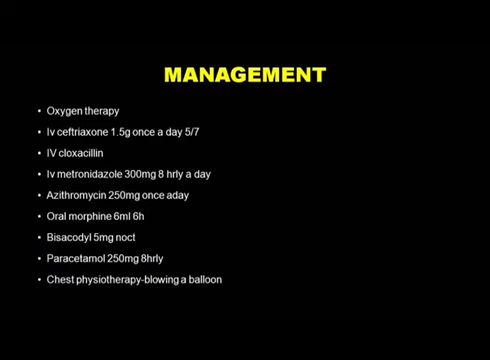 MANAGEMENT
• Oxygen therapy
• Iv ceftriaxone 1.5g once a day 5/7
• IV cloxacillin
• Iv metronidazole 300mg 8 hrly a day
• Azithromycin 250mg once aday
• Oral morphine 6ml 6h
• Bisacodyl 5mg noct
• Paracetamol 250mg 8hrly
• Chest physiotherapy-blowing a balloon